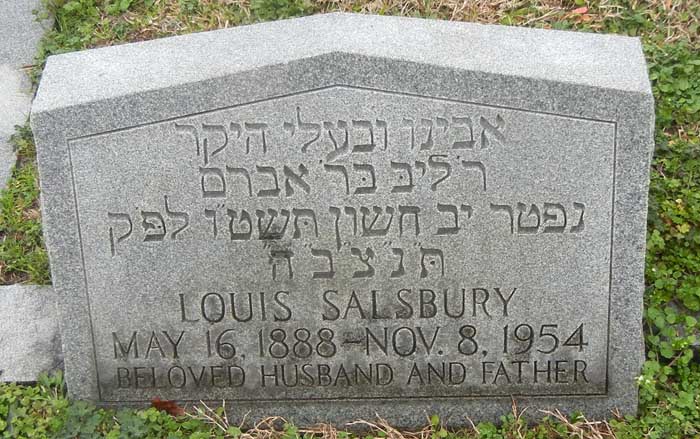 אבינו ובעלי היקר
ר' ליב בר' אברם
נפטר יב חשון תשט"ו לפ"ק
ת' נ' צ' ב' ה'
LOUIS SALSBURY
MAY 16, 1888–NOV. 8, 1954
BELOVED HUSBAND AND FATHER